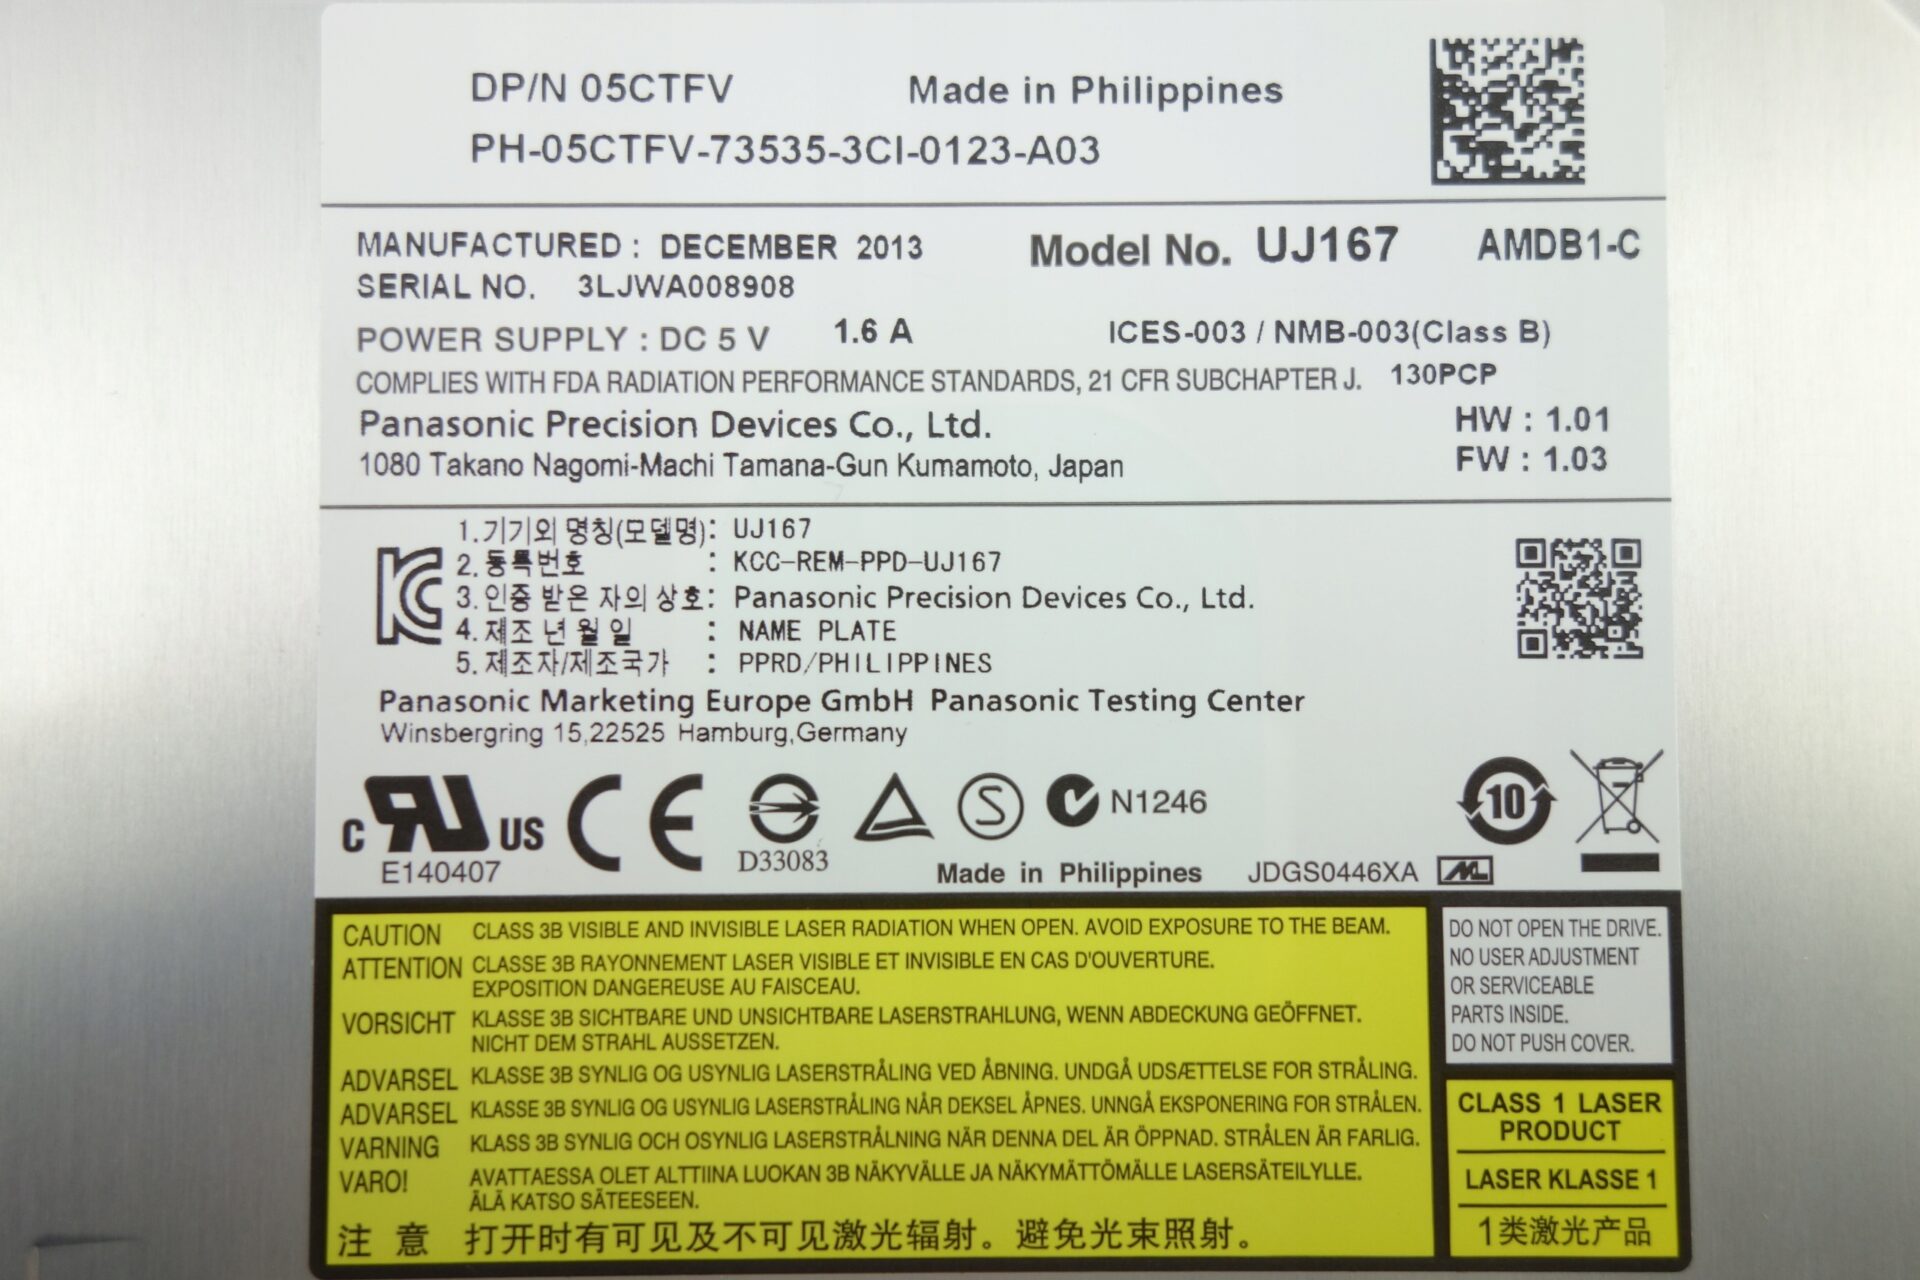 DP/N 05CTFV Made in Philippines
PH-05CTFV-73535-3CI-0123-A03
MANUFACTURED : DECEMBER 2013 Model No. UJ167 AMDB1-C
SERIAL NO. 3LJWA008908
POWER SUPPLY : DC 5 V 1.6 A ICES-003 / NMB-003(Class B)
COMPLIES WITH FDA RADIATION PERFORMANCE STANDARDS, 21 CFR SUBCHAPTER J. 130PCP
Panasonic Precision Devices Co., Ltd. HW : 1.01
1080 Takano Nagomi-Machi Tamana-Gun Kumamoto, Japan FW : 1.03
1.기기외 명칭(모델명): UJ167
2.등록번호 : KCC-REM-PPD-UJ167
3.인증 받은 자의 상호: Panasonic Precision Devices Co., Ltd.
4.제조 년 월 일 : NAME PLATE
5.제조자/제조국가 : PPRD/PHILIPPINES
Panasonic Marketing Europe GmbH Panasonic Testing Center
Winsbergring 15,22525 Hamburg,Germany
C US CE S N1246 10
E140407 D33083 Made in Philippines JDGS0446XA
CAUTION CLASS 3B VISIBLE AND INVISIBLE LASER RADIATION WHEN OPEN. AVOID EXPOSURE TO THE BEAM.
ATTENTION CLASSE 3B RAYONNEMENT LASER VISIBLE ET INVISIBLE EN CAS D'OUVERTURE.
EXPOSITION DANGEREUSE AU FAISCEAU.
VORSICHT KLASSE 3B SICHTBARE UND UNSICHTBARE LASERSTRAHLUNG, WENN ABDECKUNG GEÖFFNET.
NICHT DEM STRAHL AUSSETZEN.
ADVARSEL KLASSE 3B SYNLIG OG USYNLIG LASERSTRÅLING VED ÅBNING. UNDGÅ UDSÆTTELSE FOR STRÅLING.
ADVARSEL KLASSE 3B SYNLIG OG USYNLIG LASERSTRÅLING NÅR DEKSEL ÅPNES. UNNGÅ EKSPONERING FOR STRÅLEN.
VARNING KLASS 3B SYNLIG OCH OSYNLIG LASERSTRÅLNING NÄR DENNA DEL ÄR ÖPPNAD. STRÅLEN ÄR FARLIG.
VARO! AVATTAESSA OLET ALTTIINA LUOKAN 3B NÄKYVÄLLE JA NÄKYMÄTTÖMÄLLE LASERSÄTEILYLLE.
ÄLÄ KATSO SÄTEESEEN.
注 意 打开时有可见及不可见激光辐射。避免光束照射。
DO NOT OPEN THE DRIVE.
NO USER ADJUSTMENT
OR SERVICEABLE
PARTS INSIDE.
DO NOT PUSH COVER.
CLASS 1 LASER
PRODUCT
LASER KLASSE 1
1类激光产品